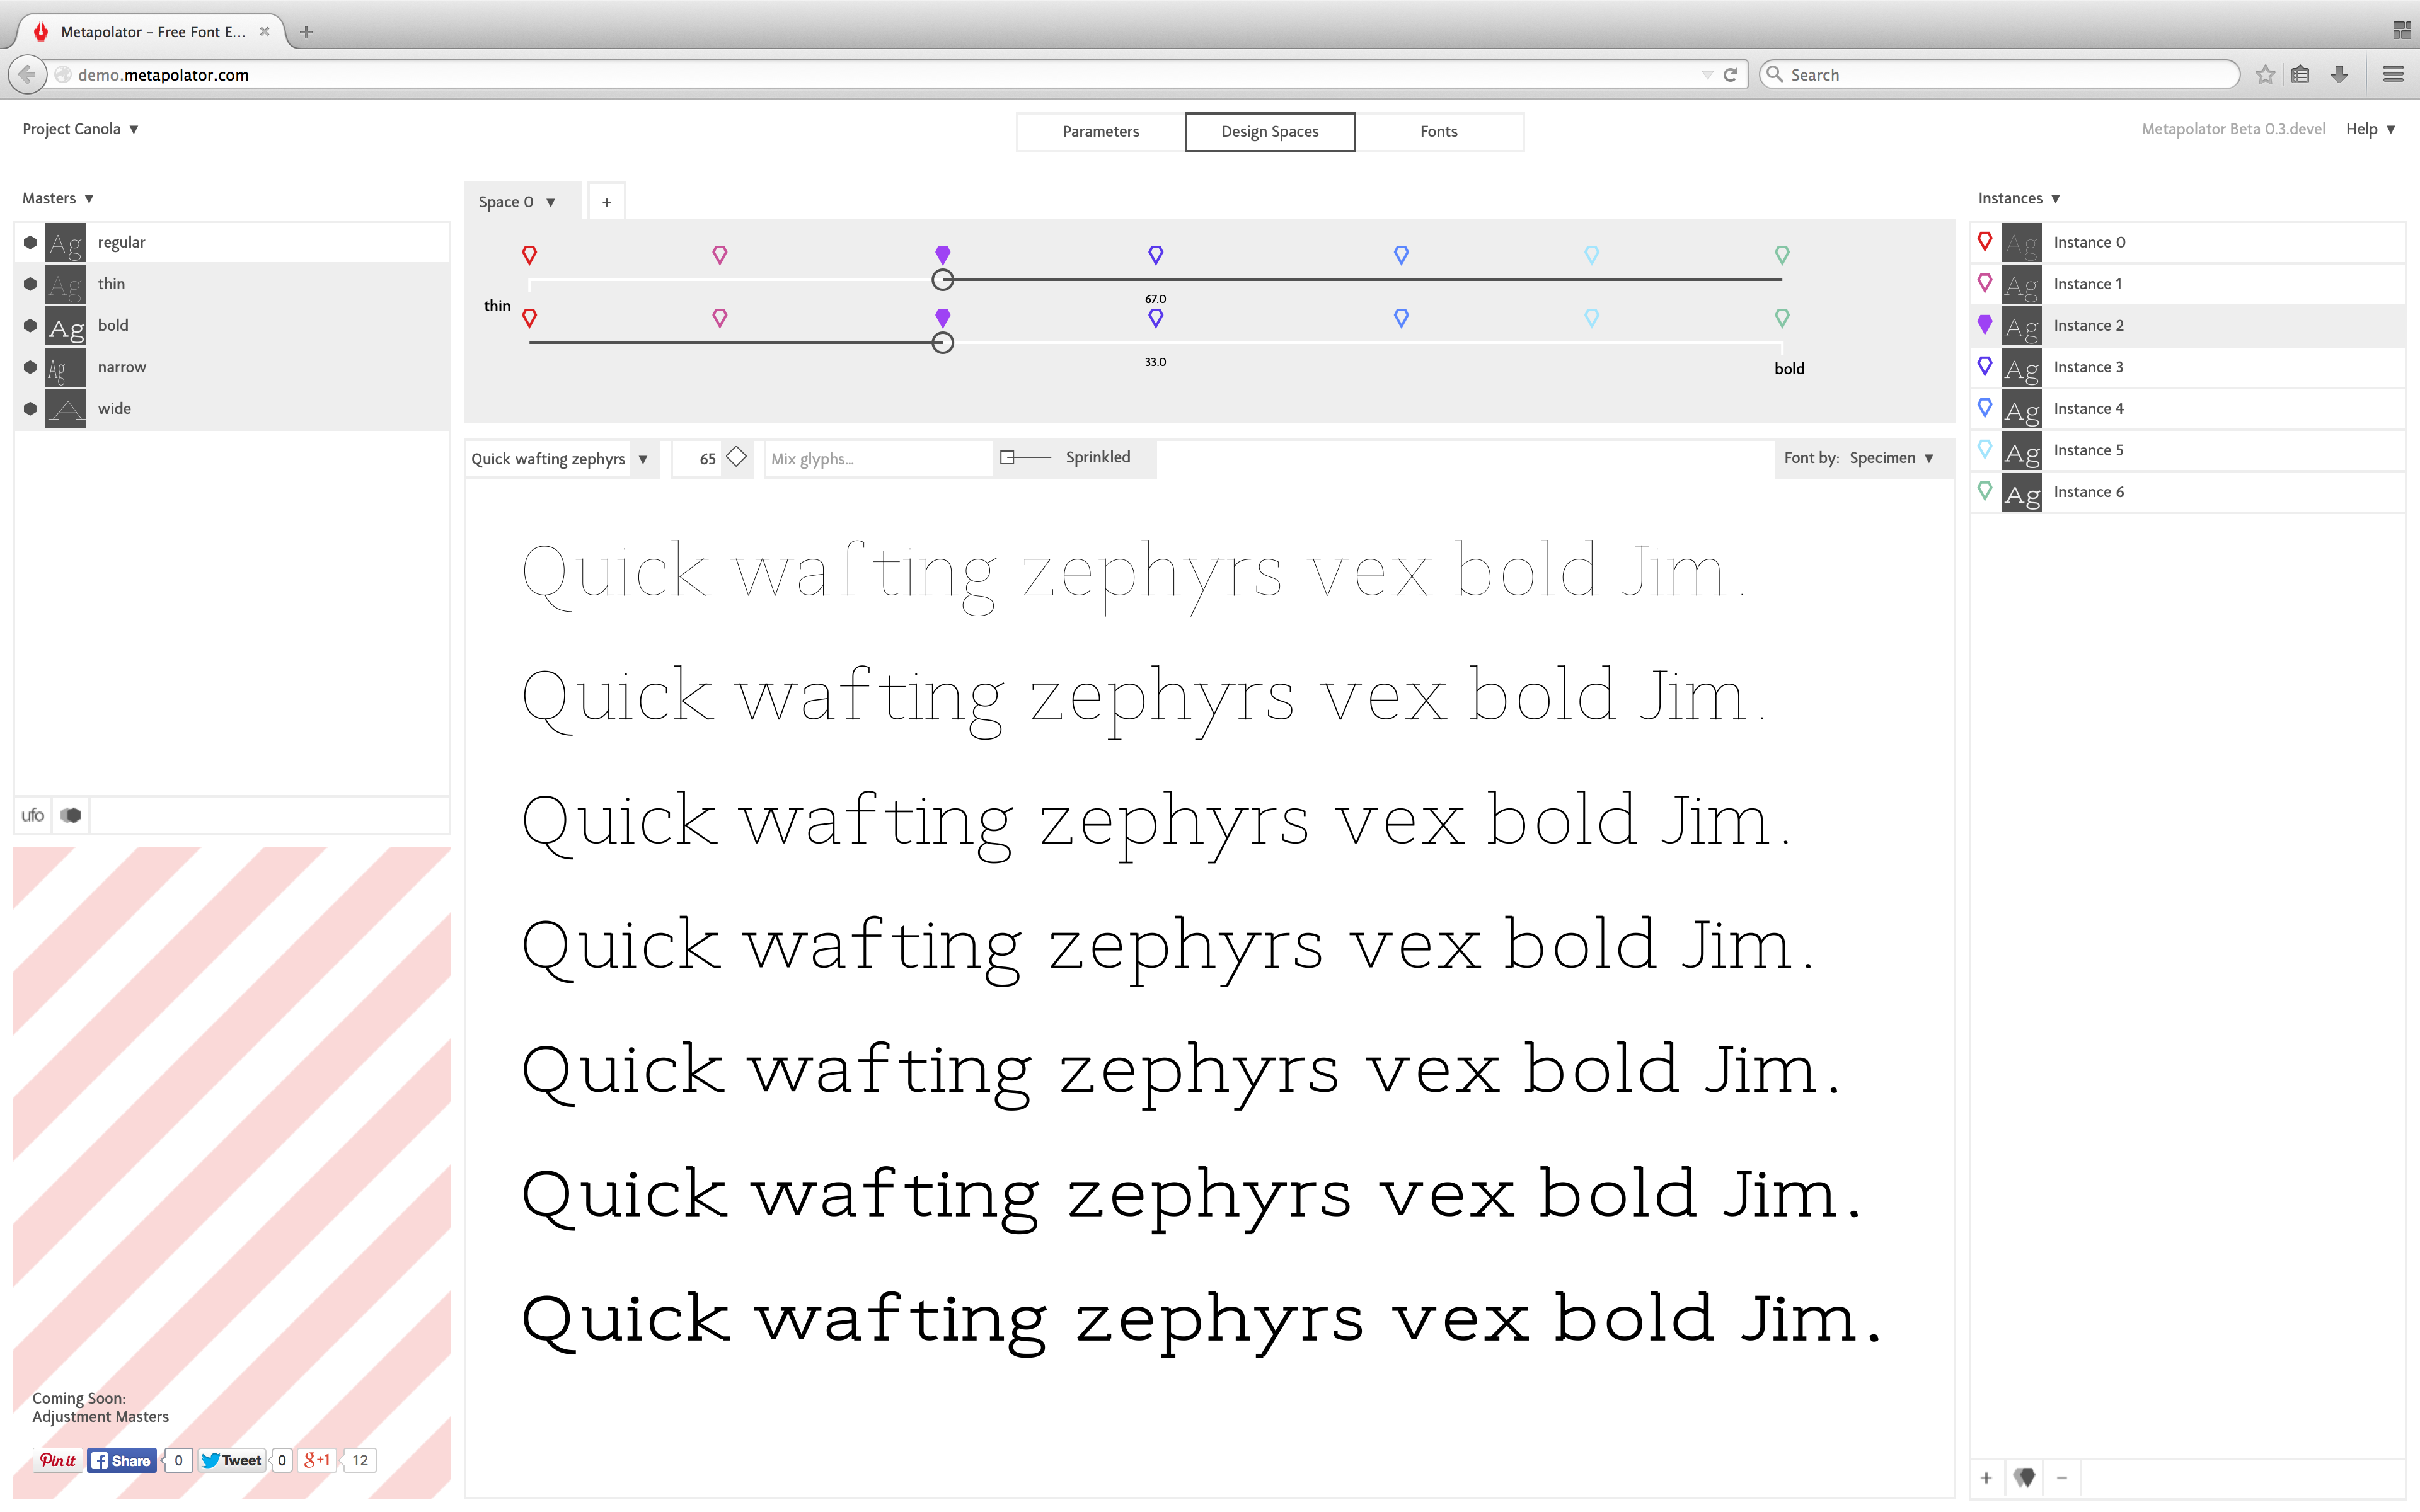 Metapolator – Free Font E...
demo.metapolator.com
Search
Project Canola ▼
Parameters
Design Spaces
Fonts
Metapolator Beta 0.3.devel
Help ▼
Masters ▼
Ag regular
Ag thin
Ag bold
Ag narrow
A wide
ufo
Coming Soon:
Adjustment Masters
Pin it
Share 0
Tweet 0
g+1 12
Space 0 ▼
+
thin
67.0
33.0
bold
Quick wafting zephyrs ▼
65
Mix glyphs...
Sprinkled
Font by: Specimen ▼
Quick wafting zephyrs vex bold Jim.
Quick wafting zephyrs vex bold Jim.
Quick wafting zephyrs vex bold Jim.
Quick wafting zephyrs vex bold Jim.
Quick wafting zephyrs vex bold Jim.
Quick wafting zephyrs vex bold Jim.
Quick wafting zephyrs vex bold Jim.
Instances ▼
Ag Instance 0
Ag Instance 1
Ag Instance 2
Ag Instance 3
Ag Instance 4
Ag Instance 5
Ag Instance 6
+ −